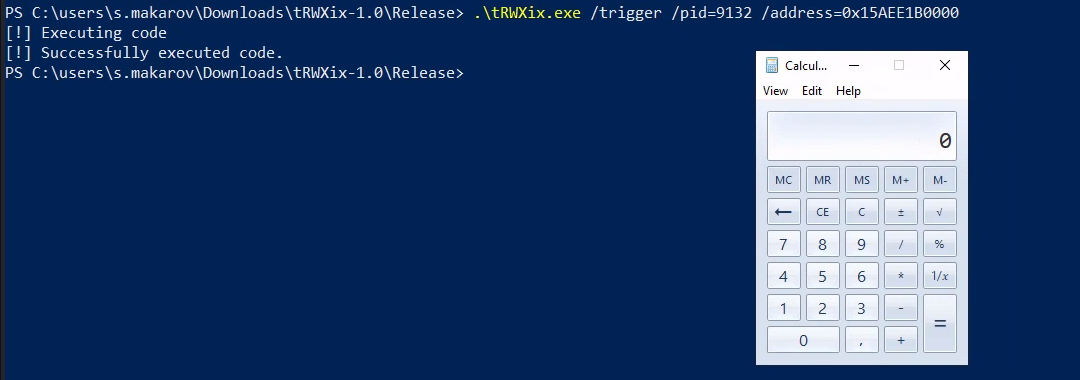 PS C:\users\s.makarov\Downloads\tRWXix-1.0\Release> .\tRWXix.exe /trigger /pid=9132 /address=0x15AEE1B0000
[!] Executing code
[!] Successfully executed code.
PS C:\users\s.makarov\Downloads\tRWXix-1.0\Release>
Calcul...
View Edit Help
0
MC MR MS M+ M-
← CE C ± √
7 8 9 / %
4 5 6 * 1/x
1 2 3 - =
0 , +